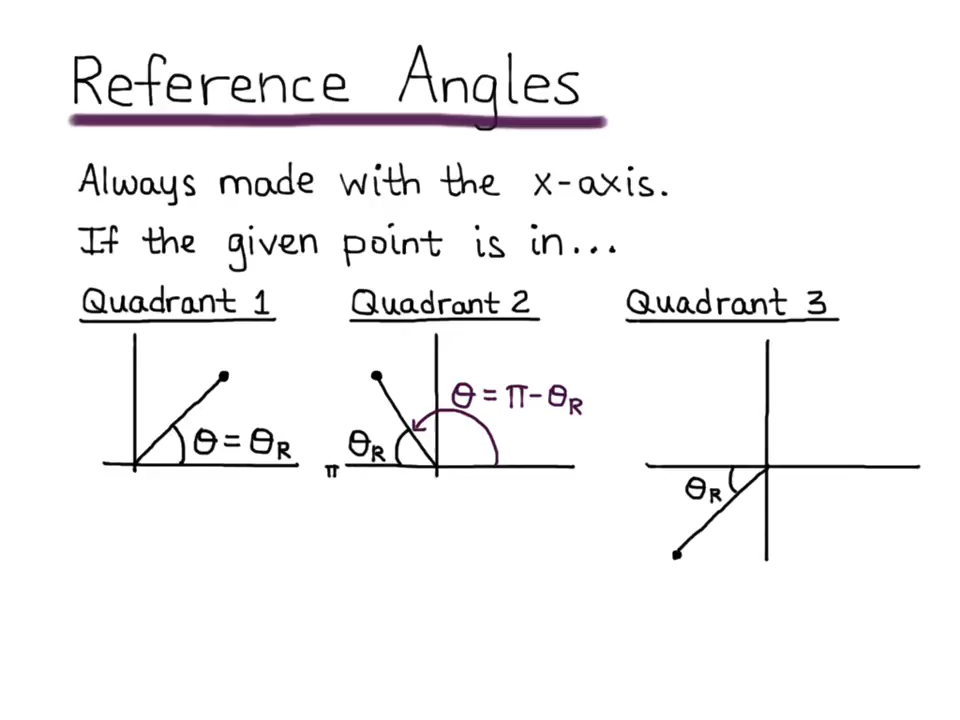 Reference Angles
Always made with the x-axis.
If the given point is in...
Quadrant 1
Quadrant 2
Quadrant 3
θ = θR
π
θR
θ = π - θR
θR